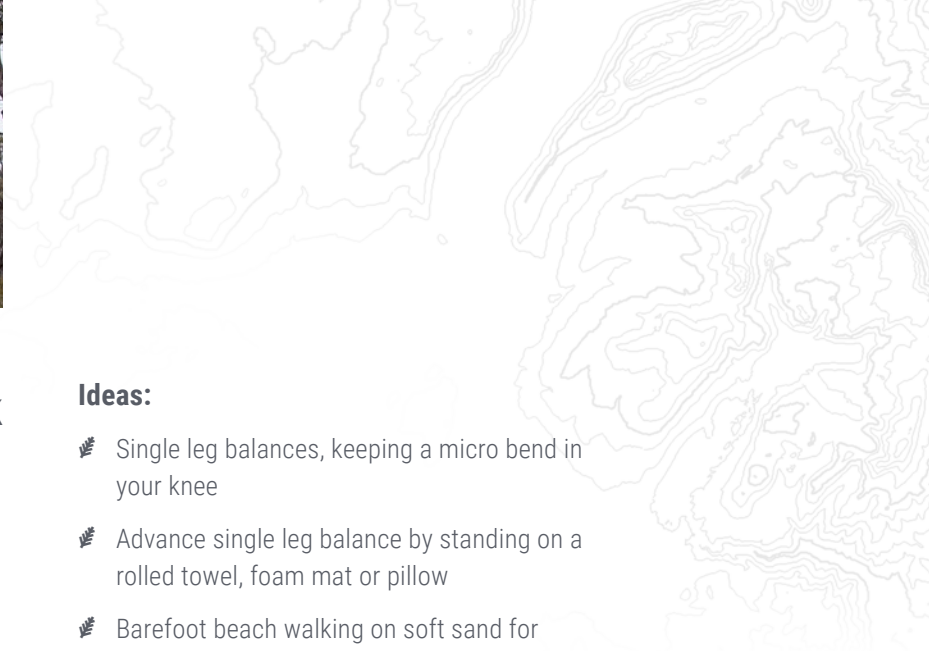 Ideas:
Single leg balances, keeping a micro bend in
your knee
Advance single leg balance by standing on a
rolled towel, foam mat or pillow
Barefoot beach walking on soft sand for